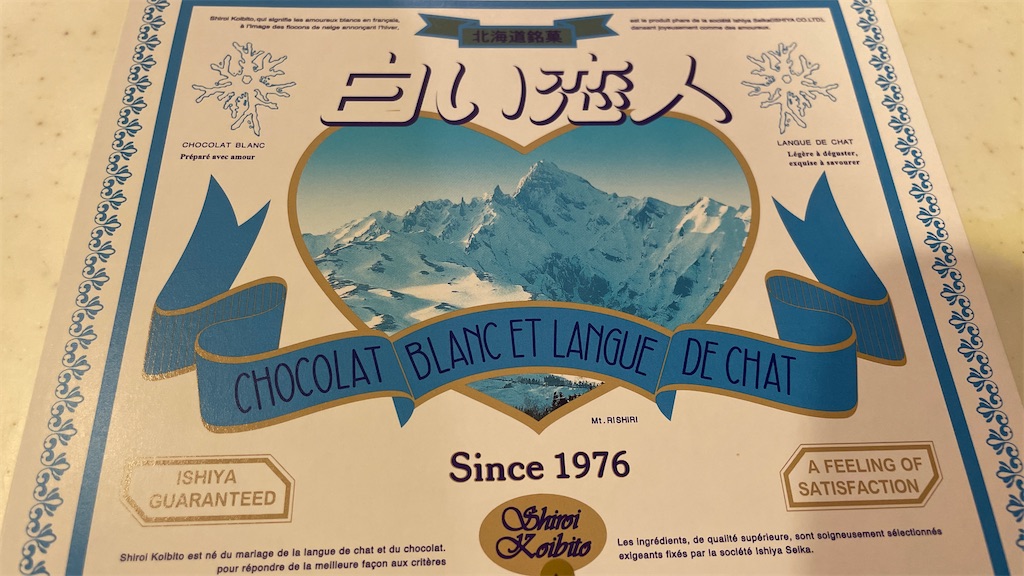 Shiroi Koibito, qui signifie les amoureux blancs en français,
à l'image des flocons de neige annonçant l'hiver,
est le produit phare de la société Ishiya Seika(ISHIYA CO.,LTD),
dansant joyeusement comme des amoureux.
北海道銘菓
白い恋人
CHOCOLAT BLANC
Préparé avec amour
LANGUE DE CHAT
Légère à déguster,
exquise à savourer
CHOCOLAT BLANC ET LANGUE DE CHAT
Mt. RISHIRI
Since 1976
ISHIYA
GUARANTEED
A FEELING OF
SATISFACTION
Shiroi
Koibito
Shiroi Koibito est né du mariage de la langue de chat et du chocolat.
pour répondre de la meilleure façon aux critères
Les ingrédients, de qualité supérieure, sont soigneusement sélectionnés
exigeants fixés par la société Ishiya Seika.